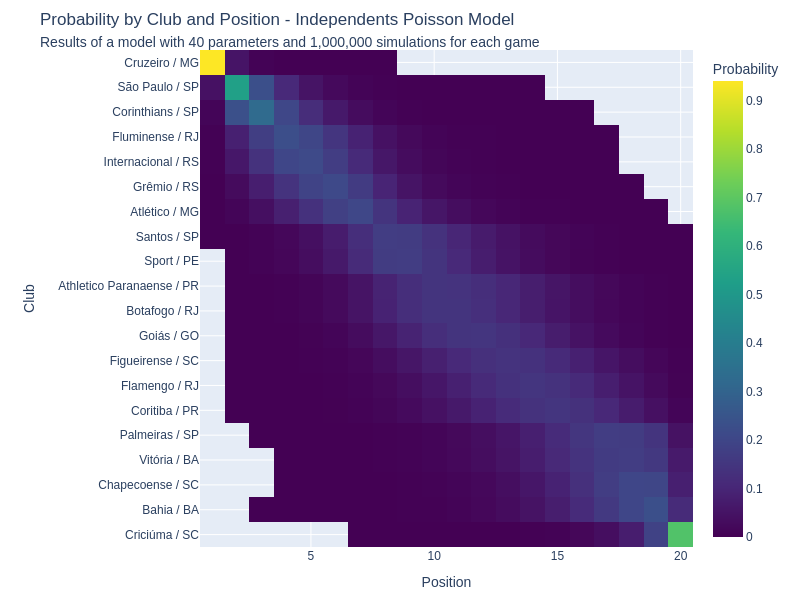 Probability by Club and Position - Independents Poisson Model
Results of a model with 40 parameters and 1,000,000 simulations for each game
Club
Cruzeiro / MG
São Paulo / SP
Corinthians / SP
Fluminense / RJ
Internacional / RS
Grêmio / RS
Atlético / MG
Santos / SP
Sport / PE
Athletico Paranaense / PR
Botafogo / RJ
Goiás / GO
Figueirense / SC
Flamengo / RJ
Coritiba / PR
Palmeiras / SP
Vitória / BA
Chapecoense / SC
Bahia / BA
Criciúma / SC
5 10 15 20
Position
Probability
0.9
0.8
0.7
0.6
0.5
0.4
0.3
0.2
0.1
0